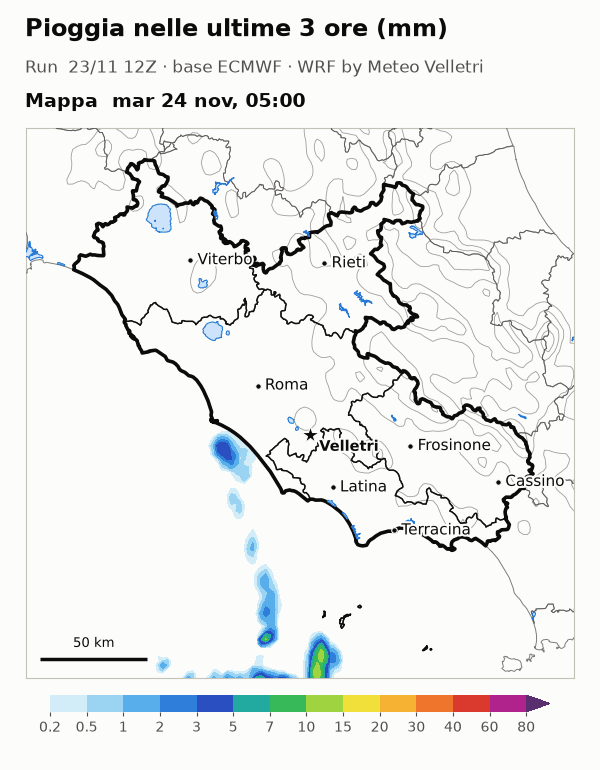 Pioggia nelle ultime 3 ore (mm)
Run  23/11 12Z · base ECMWF · WRF by Meteo Velletri
Mappa  mar 24 nov, 05:00
Viterbo
Rieti
Roma
Velletri
Frosinone
Cassino
Latina
Terracina
50 km
0.2 0.5 1 2 3 5 7 10 15 20 30 40 60 80